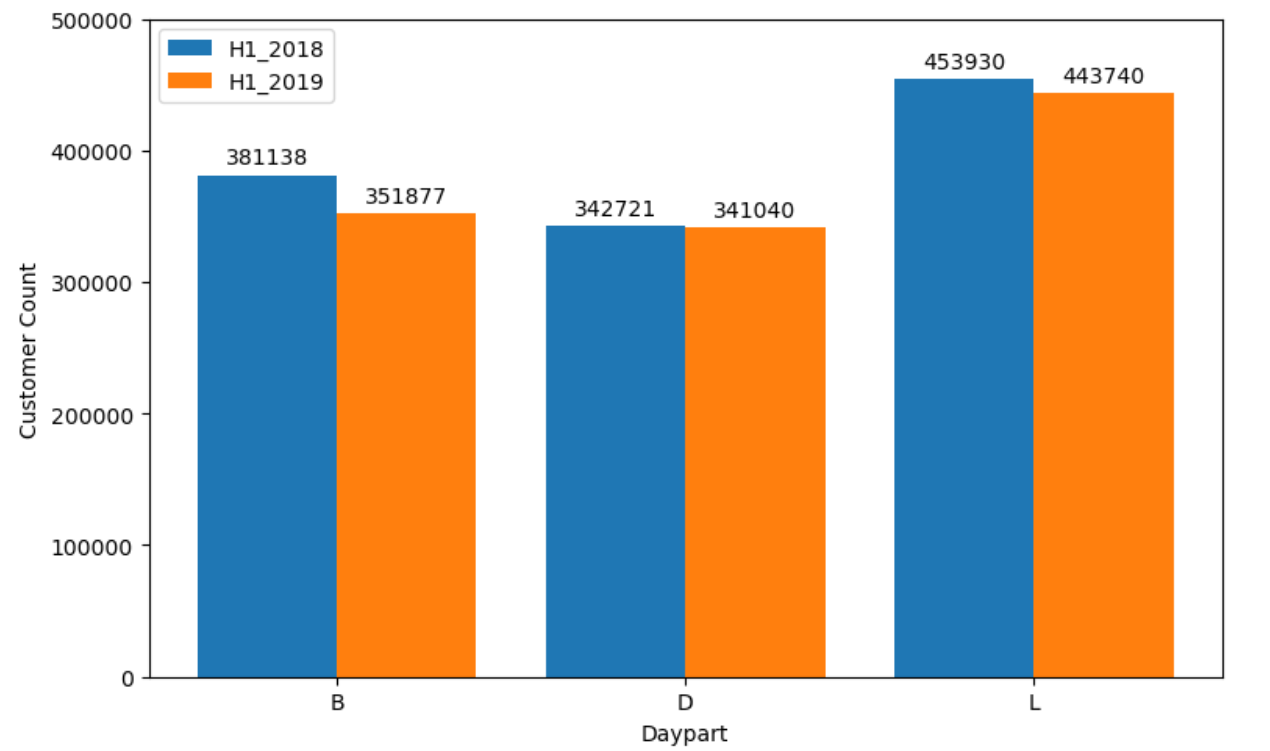 500000
H1_2018
H1_2019
453930
443740
400000
381138
351877
342721
341040
300000
Customer Count
200000
100000
0
B
D
L
Daypart